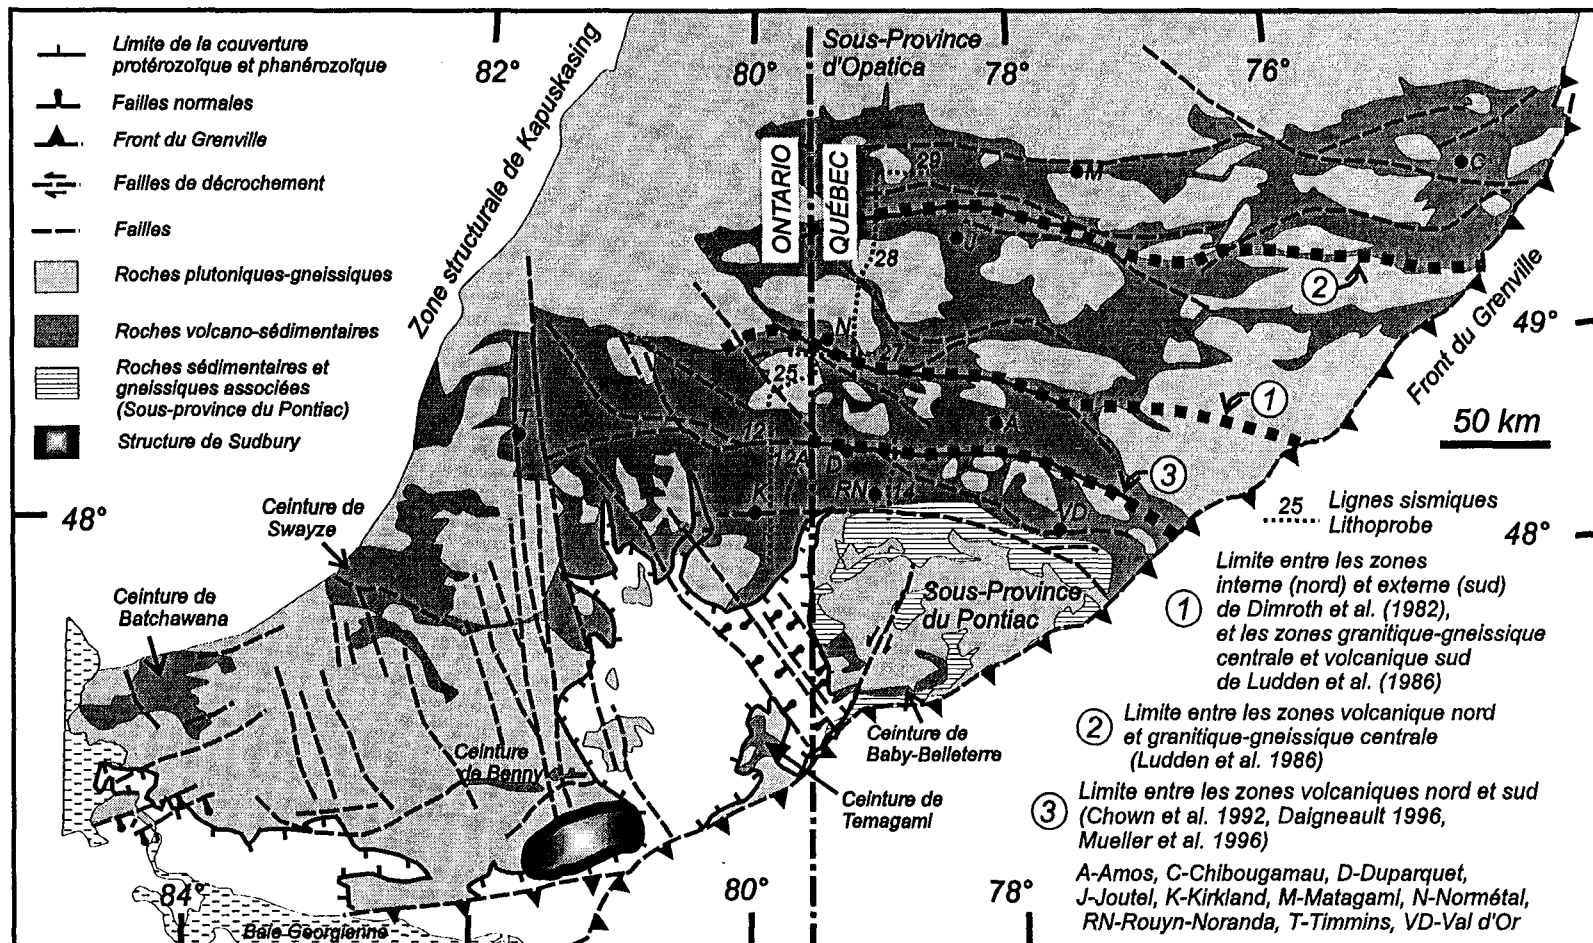 Limite de la couverture
protérozoïque et phanérozoïque
Failles normales
Front du Grenville
Failles de décrochement
Failles
Roches plutoniques-gneissiques
Roches volcano-sédimentaires
Roches sédimentaires et
gneissiques associées
(Sous-province du Pontiac)
Structure de Sudbury
82°
80°
78°
76°
Zone structurale de Kapuskasing
Sous-Province
d'Opatica
ONTARIO
QUÉBEC
29
M
C
J
28
2
49°
Front du Grenville
N
27
25
1
T
12
A
50 km
12A
D
3
K
RN
14
VD
48°
48°
25
Lignes sismiques
Lithoprobe
Ceinture de
Swayze
Ceinture de
Batchawana
Sous-Province
du Pontiac
1
Limite entre les zones
interne (nord) et externe (sud)
de Dimroth et al. (1982),
et les zones granitique-gneissique
centrale et volcanique sud
de Ludden et al. (1986)
2
Limite entre les zones volcanique nord
et granitique-gneissique centrale
(Ludden et al. 1986)
Ceinture
de Benny
Ceinture de
Baby-Belleterre
Ceinture de
Temagami
3
Limite entre les zones volcaniques nord et sud
(Chown et al. 1992, Daigneault 1996,
Mueller et al. 1996)
84°
80°
78°
Baie Georgienne
A-Amos, C-Chibougamau, D-Duparquet,
J-Joutel, K-Kirkland, M-Matagami, N-Normétal,
RN-Rouyn-Noranda, T-Timmins, VD-Val d'Or